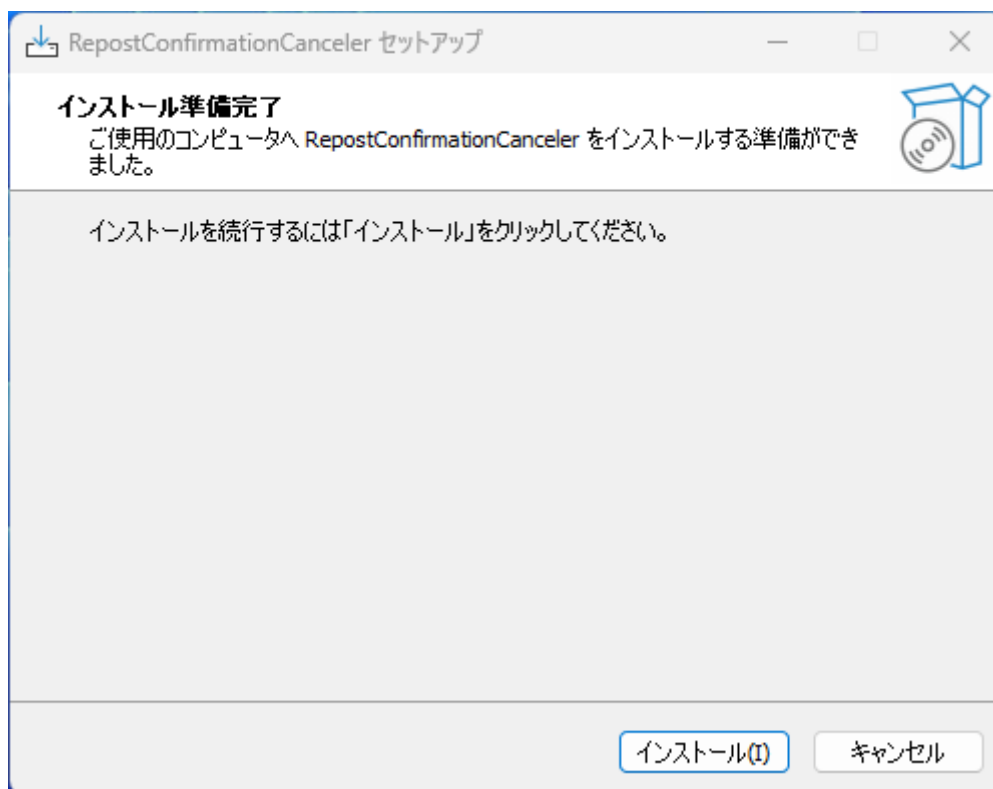 RepostConfirmationCanceler セットアップ
インストール準備完了
ご使用のコンピュータへ RepostConfirmationCanceler をインストールする準備ができ
ました。
インストールを続行するには「インストール」をクリックしてください。
インストール(I)
キャンセル